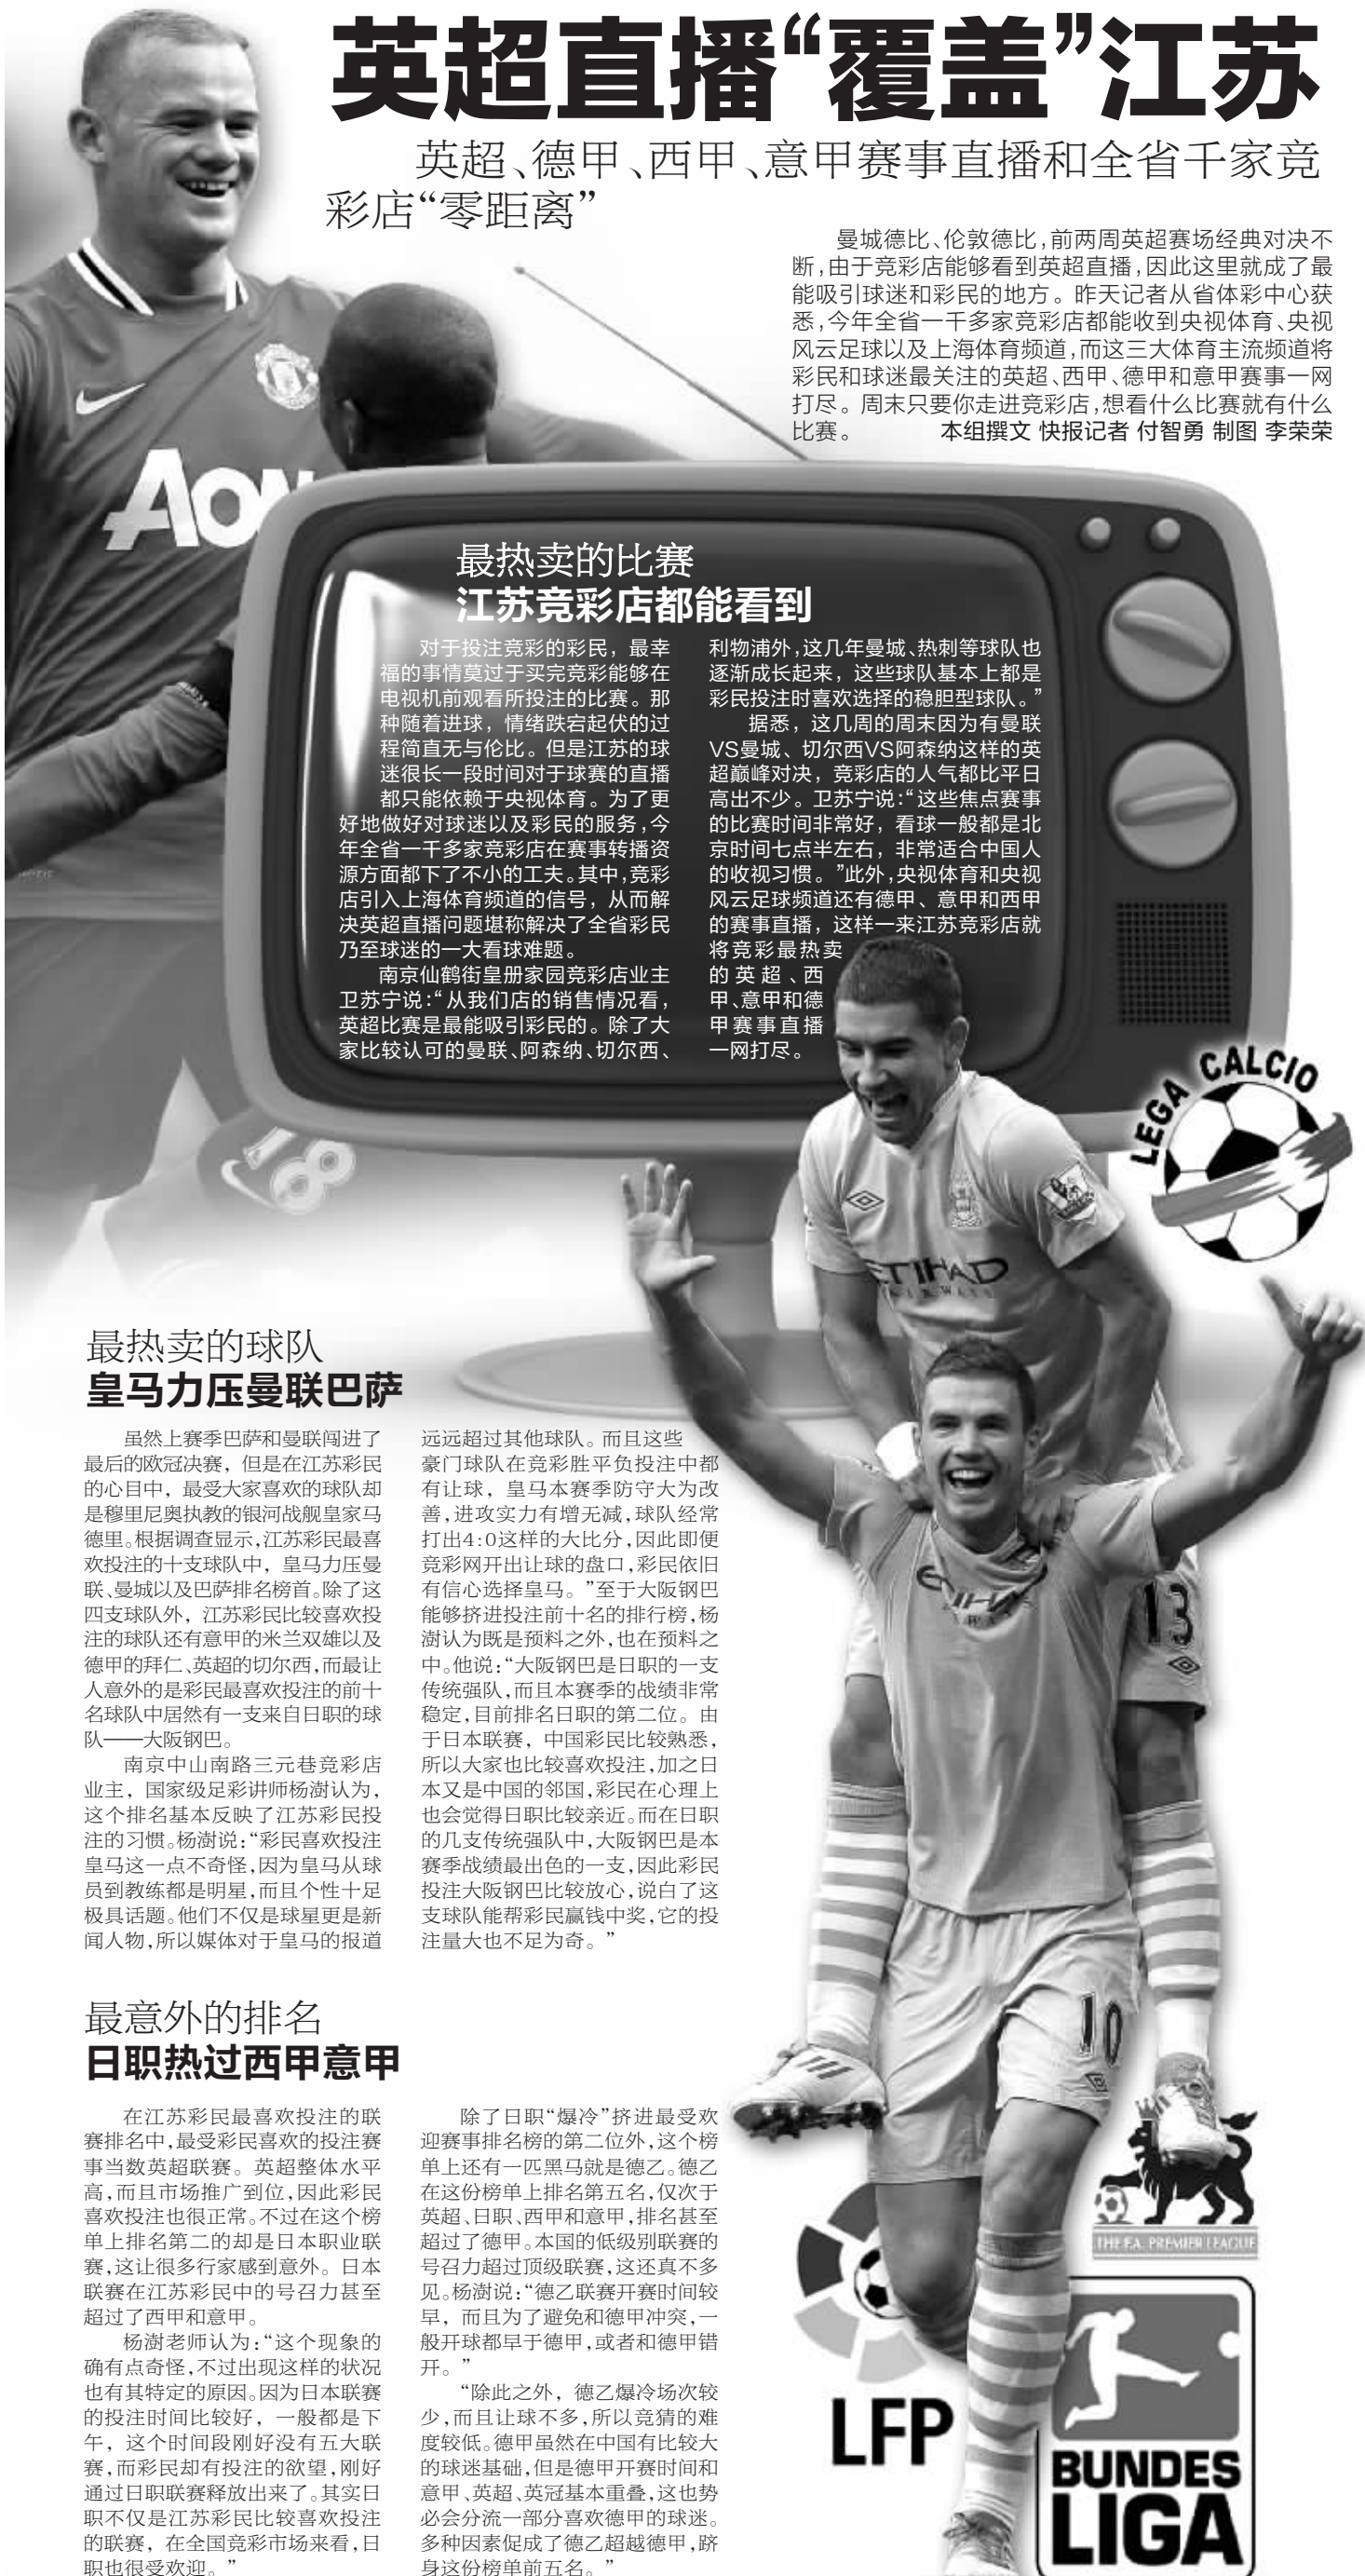 英超直播“覆盖”江苏
英超、德甲、西甲、意甲赛事直播和全省千家竞
彩店“零距离”
曼城德比、伦敦德比,前两周英超赛场经典对决不
断,由于竞彩店能够看到英超直播,因此这里就成了最
能吸引球迷和彩民的地方。昨天记者从省体彩中心获
悉,今年全省一千多家竞彩店都能收到央视体育、央视
风云足球以及上海体育频道,而这三大体育主流频道将
彩民和球迷最关注的英超、西甲、德甲和意甲赛事一网
打尽。周末只要你走进竞彩店,想看什么比赛就有什么
比赛。 本组撰文 快报记者 付智勇 制图 李荣荣
AON
最热卖的比赛
江苏竞彩店都能看到
对于投注竞彩的彩民，最幸
福的事情莫过于买完竞彩能够在
电视机前观看所投注的比赛。那
种随着进球，情绪跌宕起伏的过
程简直无与伦比。但是江苏的球
迷很长一段时间对于球赛的直播
都只能依赖于央视体育。为了更
好地做好对球迷以及彩民的服务,今
年全省一千多家竞彩店在赛事转播资
源方面都下了不小的工夫。其中,竞彩
店引入上海体育频道的信号，从而解
决英超直播问题堪称解决了全省彩民
乃至球迷的一大看球难题。
南京仙鹤街皇册家园竞彩店业主
卫苏宁说:“从我们店的销售情况看，
英超比赛是最能吸引彩民的。除了大
家比较认可的曼联、阿森纳、切尔西、
利物浦外,这几年曼城、热刺等球队也
逐渐成长起来，这些球队基本上都是
彩民投注时喜欢选择的稳胆型球队。”
据悉，这几周的周末因为有曼联
VS曼城、切尔西VS阿森纳这样的英
超巅峰对决，竞彩店的人气都比平日
高出不少。卫苏宁说:“这些焦点赛事
的比赛时间非常好，看球一般都是北
京时间七点半左右，非常适合中国人
的收视习惯。”此外,央视体育和央视
风云足球频道还有德甲、意甲和西甲
的赛事直播，这样一来江苏竞彩店就
将竞彩最热卖
的英超、西
甲、意甲和德
甲赛事直播
一网打尽。
LEGA CALCIO
ETIHAD
最热卖的球队
皇马力压曼联巴萨
虽然上赛季巴萨和曼联闯进了
最后的欧冠决赛，但是在江苏彩民
的心目中，最受大家喜欢的球队却
是穆里尼奥执教的银河战舰皇家马
德里。根据调查显示,江苏彩民最喜
欢投注的十支球队中，皇马力压曼
联、曼城以及巴萨排名榜首。除了这
四支球队外，江苏彩民比较喜欢投
注的球队还有意甲的米兰双雄以及
德甲的拜仁、英超的切尔西,而最让
人意外的是彩民最喜欢投注的前十
名球队中居然有一支来自日职的球
队——大阪钢巴。
南京中山南路三元巷竞彩店
业主，国家级足彩讲师杨澍认为，
这个排名基本反映了江苏彩民投
注的习惯。杨澍说:“彩民喜欢投注
皇马这一点不奇怪,因为皇马从球
员到教练都是明星,而且个性十足
极具话题。他们不仅是球星更是新
闻人物,所以媒体对于皇马的报道
远远超过其他球队。而且这些
豪门球队在竞彩胜平负投注中都
有让球，皇马本赛季防守大为改
善,进攻实力有增无减,球队经常
打出4:0这样的大比分,因此即便
竞彩网开出让球的盘口,彩民依旧
有信心选择皇马。”至于大阪钢巴
能够挤进投注前十名的排行榜,杨
澍认为既是预料之外,也在预料之
中。他说:“大阪钢巴是日职的一支
传统强队,而且本赛季的战绩非常
稳定,目前排名日职的第二位。由
于日本联赛，中国彩民比较熟悉，
所以大家也比较喜欢投注,加之日
本又是中国的邻国,彩民在心理上
也会觉得日职比较亲近。而在日职
的几支传统强队中,大阪钢巴是本
赛季战绩最出色的一支,因此彩民
投注大阪钢巴比较放心,说白了这
支球队能帮彩民赢钱中奖,它的投
注量大也不足为奇。”
13
10
最意外的排名
日职热过西甲意甲
在江苏彩民最喜欢投注的联
赛排名中,最受彩民喜欢的投注赛
事当数英超联赛。英超整体水平
高,而且市场推广到位,因此彩民
喜欢投注也很正常。不过在这个榜
单上排名第二的却是日本职业联
赛,这让很多行家感到意外。日本
联赛在江苏彩民中的号召力甚至
超过了西甲和意甲。
杨澍老师认为:“这个现象的
确有点奇怪,不过出现这样的状况
也有其特定的原因。因为日本联赛
的投注时间比较好，一般都是下
午，这个时间段刚好没有五大联
赛,而彩民却有投注的欲望,刚好
通过日职联赛释放出来了。其实日
职不仅是江苏彩民比较喜欢投注
的联赛，在全国竞彩市场来看,日
职也很受欢迎。”
除了日职“爆冷”挤进最受欢
迎赛事排名榜的第二位外,这个榜
单上还有一匹黑马就是德乙。德乙
在这份榜单上排名第五名,仅次于
英超、日职、西甲和意甲,排名甚至
超过了德甲。本国的低级别联赛的
号召力超过顶级联赛,这还真不多
见。杨澍说:“德乙联赛开赛时间较
早，而且为了避免和德甲冲突,一
般开球都早于德甲,或者和德甲错
开。”
“除此之外，德乙爆冷场次较
少,而且让球不多,所以竞猜的难
度较低。德甲虽然在中国有比较大
的球迷基础,但是德甲开赛时间和
意甲、英超、英冠基本重叠,这也势
必会分流一部分喜欢德甲的球迷。
多种因素促成了德乙超越德甲,跻
身这份榜单前五名。”
THE F.A. PREMIER LEAGUE
LFP
BUNDES
LIGA